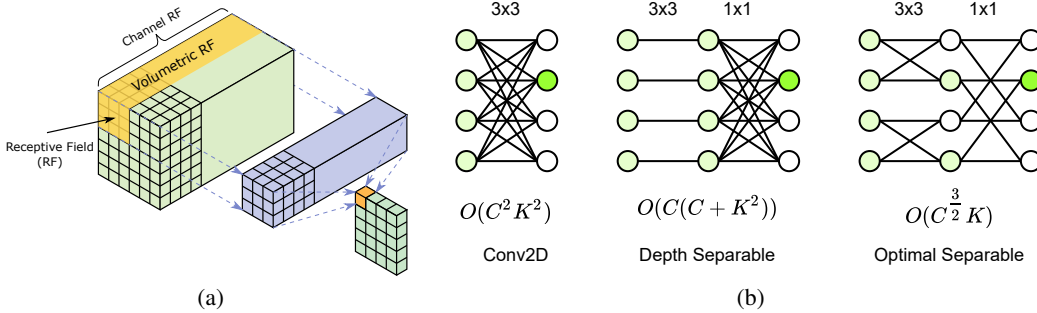 Channel RF
Volumetric RF
Receptive Field
(RF)
(a)
3x3
3x3 1x1
3x3 1x1
O(C²K²)
O(C(C + K²))
O(C^{3/2} K)
Conv2D
Depth Separable
Optimal Separable
(b)